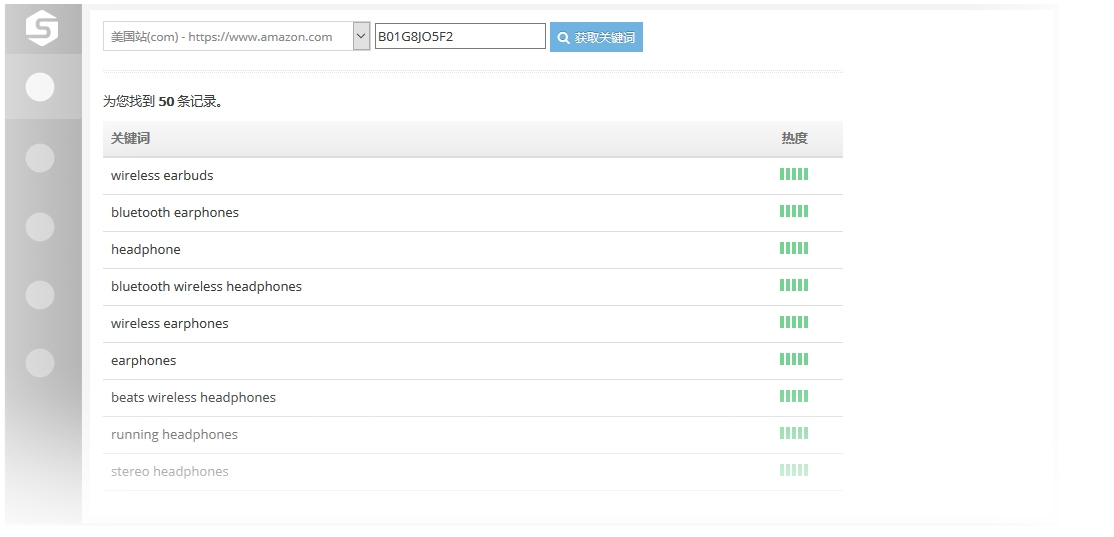 美国站(com) - https://www.amazon.com B01G8JO5F2 获取关键词
为您找到 50 条记录。
关键词 热度
wireless earbuds
bluetooth earphones
headphone
bluetooth wireless headphones
wireless earphones
earphones
beats wireless headphones
running headphones
stereo headphones